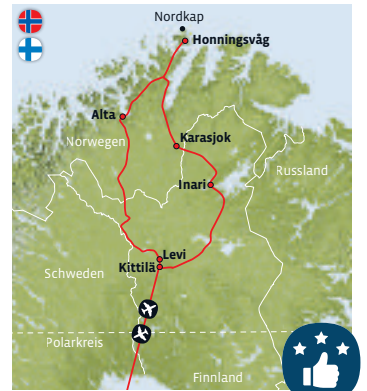 Nordkap
Honningsvåg
Alta
Karasjok
Norwegen
Russland
Inari
Levi
Kittilä
Schweden
Polarkreis
Finnland